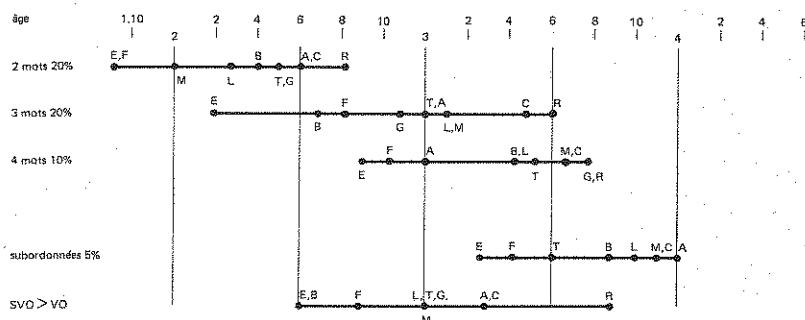 âge 1,10 2 2 4 6 8 10 3 2 4 6 8 10 4 2 4 6
E,F B A,C R
2 mots 20%
M L T,G
E F T,A C R
3 mots 20%
B G L,M
F A B,L M,C
4 mots 10%
E T G,R
E F T B L M,C A
subordonnées 5%
E,B F L,T,G, A,C R
SVO > VO
M